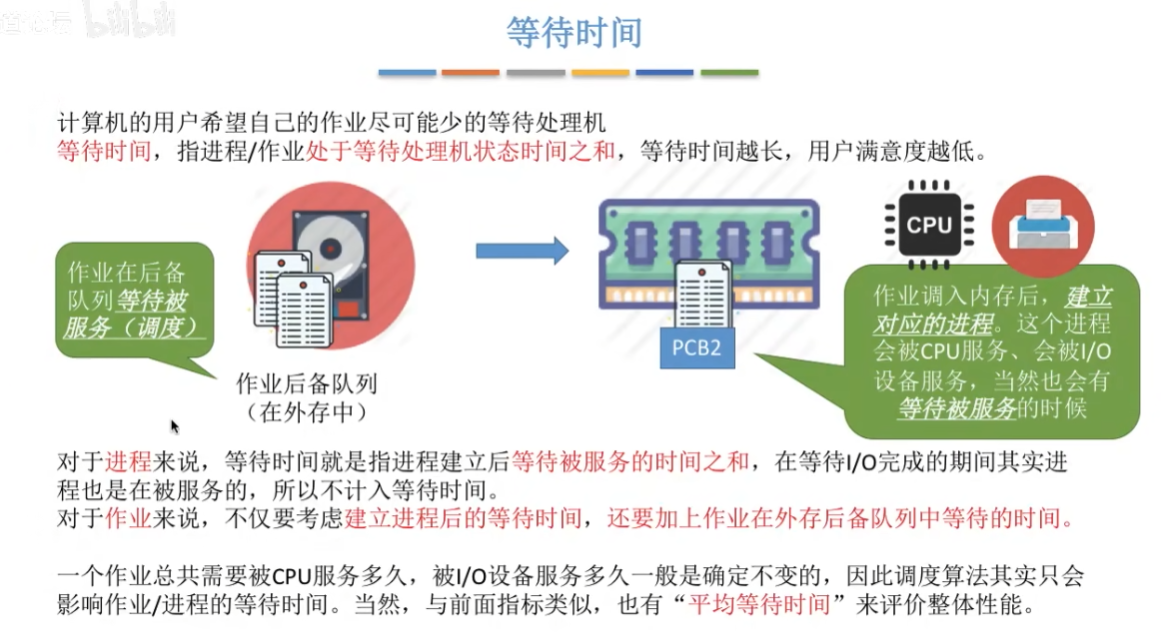 bilibili
等待时间
计算机的用户希望自己的作业尽可能少的等待处理机
等待时间，指进程/作业处于等待处理机状态时间之和，等待时间越长，用户满意度越低。
作业在后备
队列等待被
服务（调度）
作业后备队列
（在外存中）
PCB2
CPU
作业调入内存后，建立
对应的进程。这个进程
会被CPU服务、会被I/O
设备服务，当然也会有
等待被服务的时候
对于进程来说，等待时间就是指进程建立后等待被服务的时间之和，在等待I/O完成的期间其实进
程也是在被服务的，所以不计入等待时间。
对于作业来说，不仅要考虑建立进程后的等待时间，还要加上作业在外存后备队列中等待的时间。
一个作业总共需要被CPU服务多久，被I/O设备服务多久一般是确定不变的，因此调度算法其实只会
影响作业/进程的等待时间。当然，与前面指标类似，也有“平均等待时间”来评价整体性能。